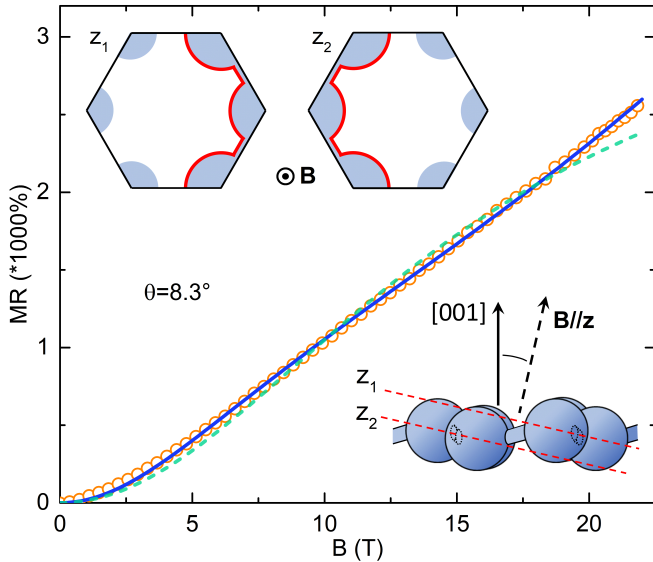 3
2
1
0
MR (*1000%)
z₁
z₂
⊙ B
θ=8.3°
[001]
B//z
z₁
z₂
0 5 10 15 20
B (T)